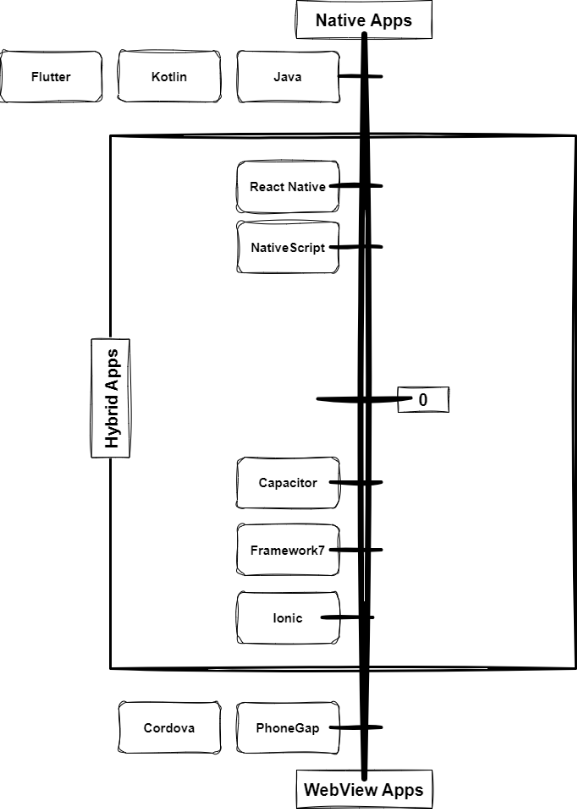 Native Apps
Flutter
Kotlin
Java
React Native
NativeScript
Hybrid Apps
0
Capacitor
Framework7
Ionic
Cordova
PhoneGap
WebView Apps